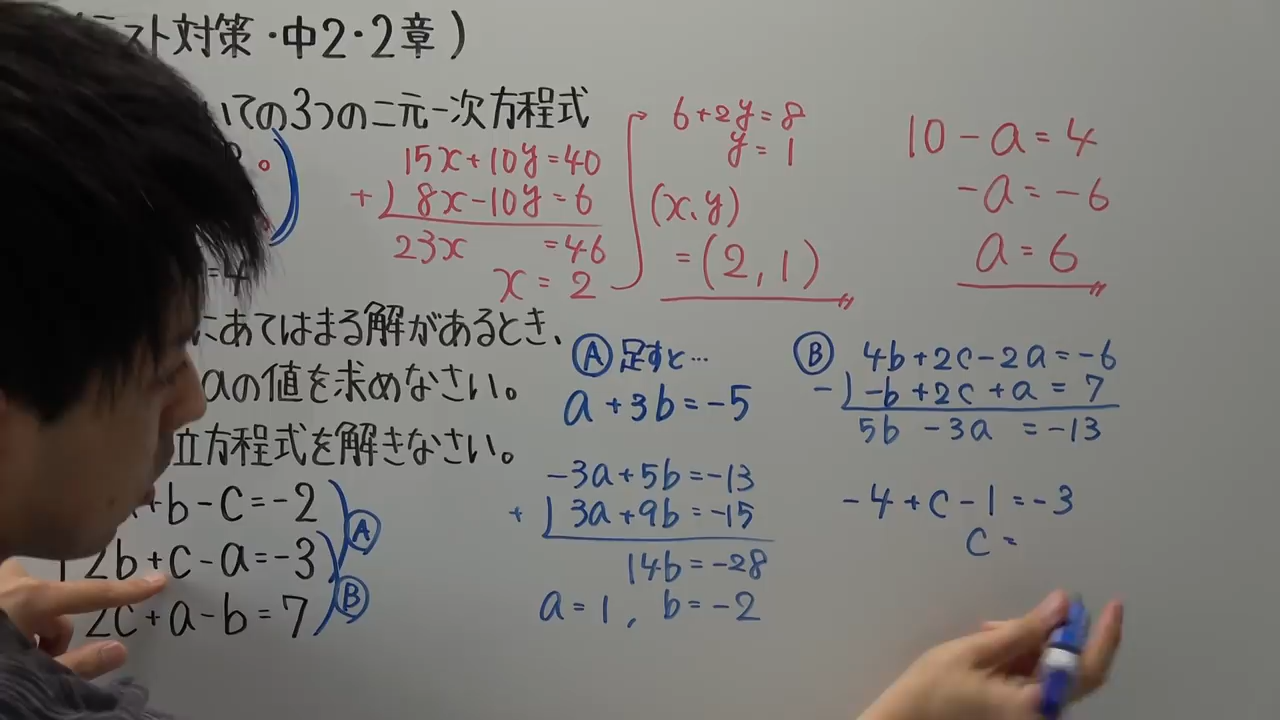 テスト対策・中2・2章)
いての3つの二元一次方程式
=4
にあてはまる解があるとき、
aの値を求めなさい。
立方程式を解きなさい。
+b-c=-2
2b+c-a=-3
2c+a-b=7
A
B
15x+10y=40
+) 8x-10y=6
23x =46
x=2
6+2y=8
y=1
(x,y)
=(2,1)
10-a=4
-a=-6
a=6
A 足すと…
a+3b=-5
-3a+5b=-13
+) 3a+9b=-15
14b=-28
a=1, b=-2
B 4b+2c-2a=-6
-) -b+2c+a=7
5b-3a =-13
-4+c-1=-3
c=